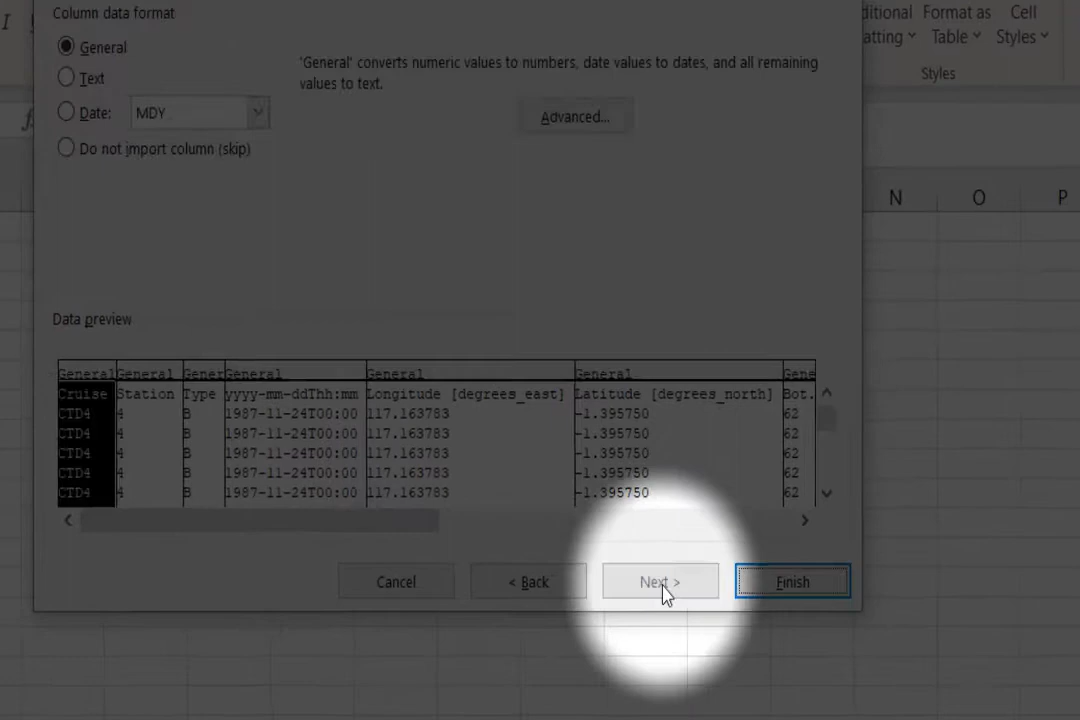 Column data format
General
Text
Date: MDY
Do not import column (skip)
'General' converts numeric values to numbers, date values to dates, and all remaining
values to text.
Advanced...
Format as
Table
Cell
Styles
Styles
N O P
Data preview
General General Gener General General General Gene
Cruise Station Type yyyy-mm-ddThh:mm Longitude [degrees_east] Latitude [degrees_north] Bot.
CTD4 4 B 1987-11-24T00:00 117.163783 -1.395750 62
CTD4 4 B 1987-11-24T00:00 117.163783 -1.395750 62
CTD4 4 B 1987-11-24T00:00 117.163783 -1.395750 62
CTD4 4 B 1987-11-24T00:00 117.163783 -1.395750 62
CTD4 4 B 1987-11-24T00:00 117.163783 -1.395750 62
Cancel < Back Next > Finish